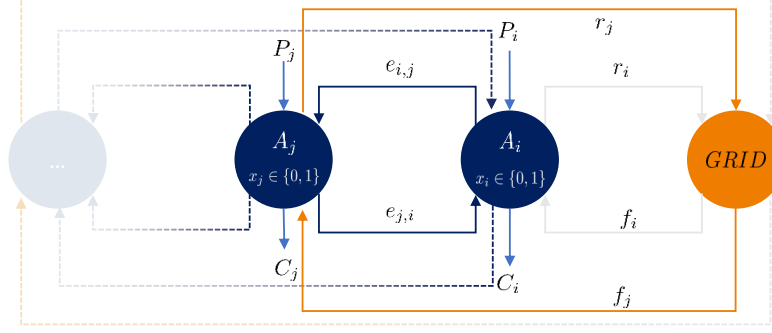 r_j
P_i
P_j
e_{i,j}
r_i
A_j
A_i
...
GRID
x_j ∈ {0, 1}
x_i ∈ {0, 1}
e_{j,i}
f_i
C_j
C_i
f_j